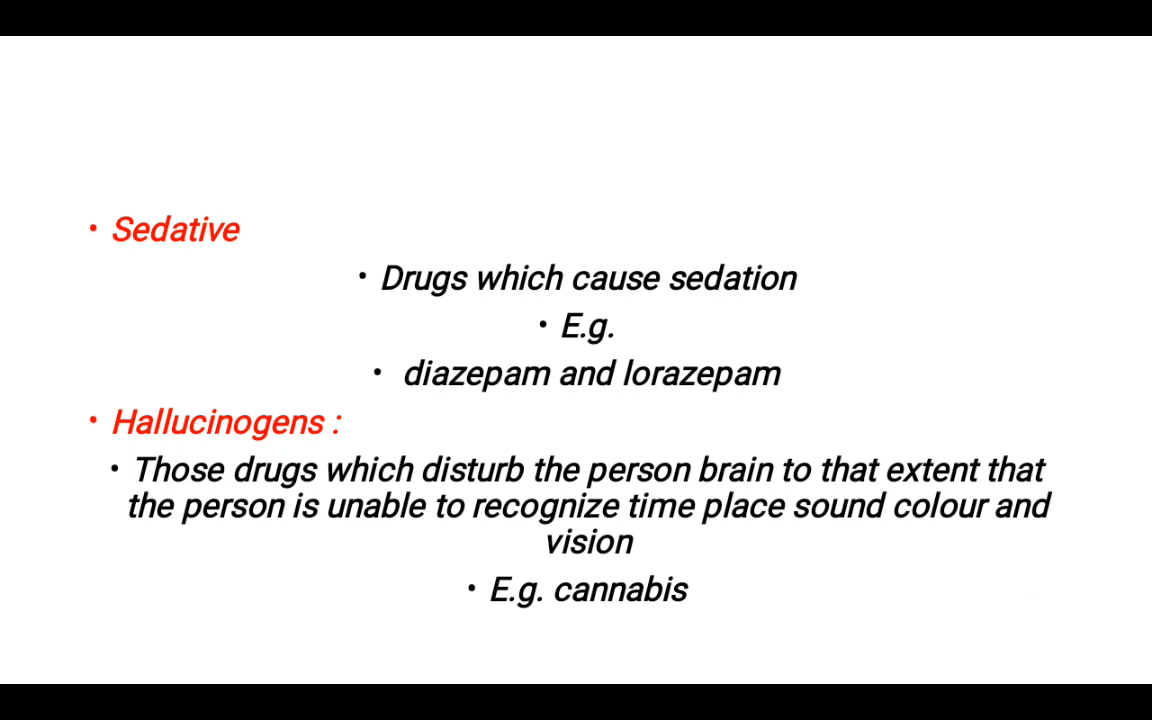 • Sedative
• Drugs which cause sedation
• E.g.
• diazepam and lorazepam
• Hallucinogens :
• Those drugs which disturb the person brain to that extent that
the person is unable to recognize time place sound colour and
vision
• E.g. cannabis